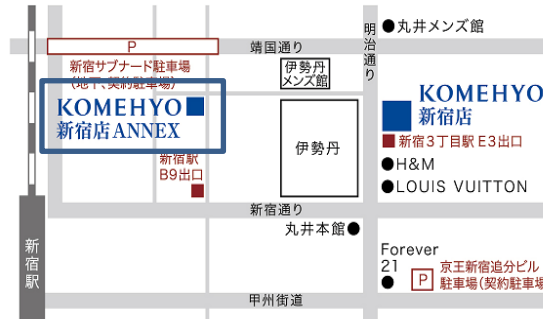 P
靖国通り
明治通り
●丸井メンズ館
新宿サブナード駐車場
(地下、契約駐車場)
伊勢丹
メンズ館
KOMEHYO
新宿店 ANNEX
KOMEHYO
新宿店
伊勢丹
新宿3丁目駅 E3出口
新宿駅
B9出口
●H&M
●LOUIS VUITTON
新宿通り
丸井本館●
新宿駅
Forever
21
●
P
京王新宿追分ビル
駐車場(契約駐車場
甲州街道